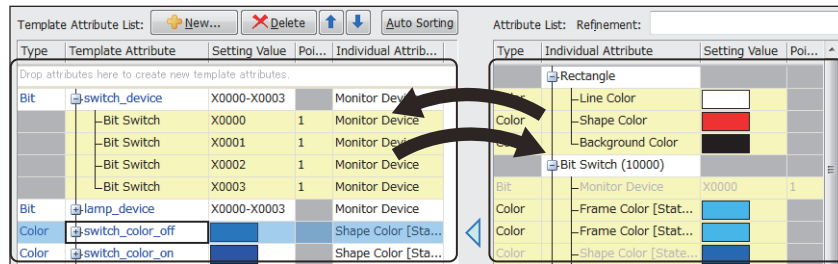 Template Attribute List: New... Delete Auto Sorting
Type Template Attribute Setting Value Poi... Individual Attrib...
Drop attributes here to create new template attributes.
Bit switch_device X0000-X0003 Monitor Device
Bit Switch X0000 1 Monitor Device
Bit Switch X0001 1 Monitor Device
Bit Switch X0002 1 Monitor Device
Bit Switch X0003 1 Monitor Device
Bit lamp_device X0000-X0003 Monitor Device
Color switch_color_off Shape Color [Sta...
Color switch_color_on Shape Color [Sta...
Attribute List: Refinement:
Type Individual Attribute Setting Value Poi...
Rectangle
Color Line Color
Color Shape Color
Background Color
Bit Switch (10000)
Bit Monitor Device X0000 1
Color Frame Color [Stat...
Color Frame Color [Stat...
Color Shape Color [State...